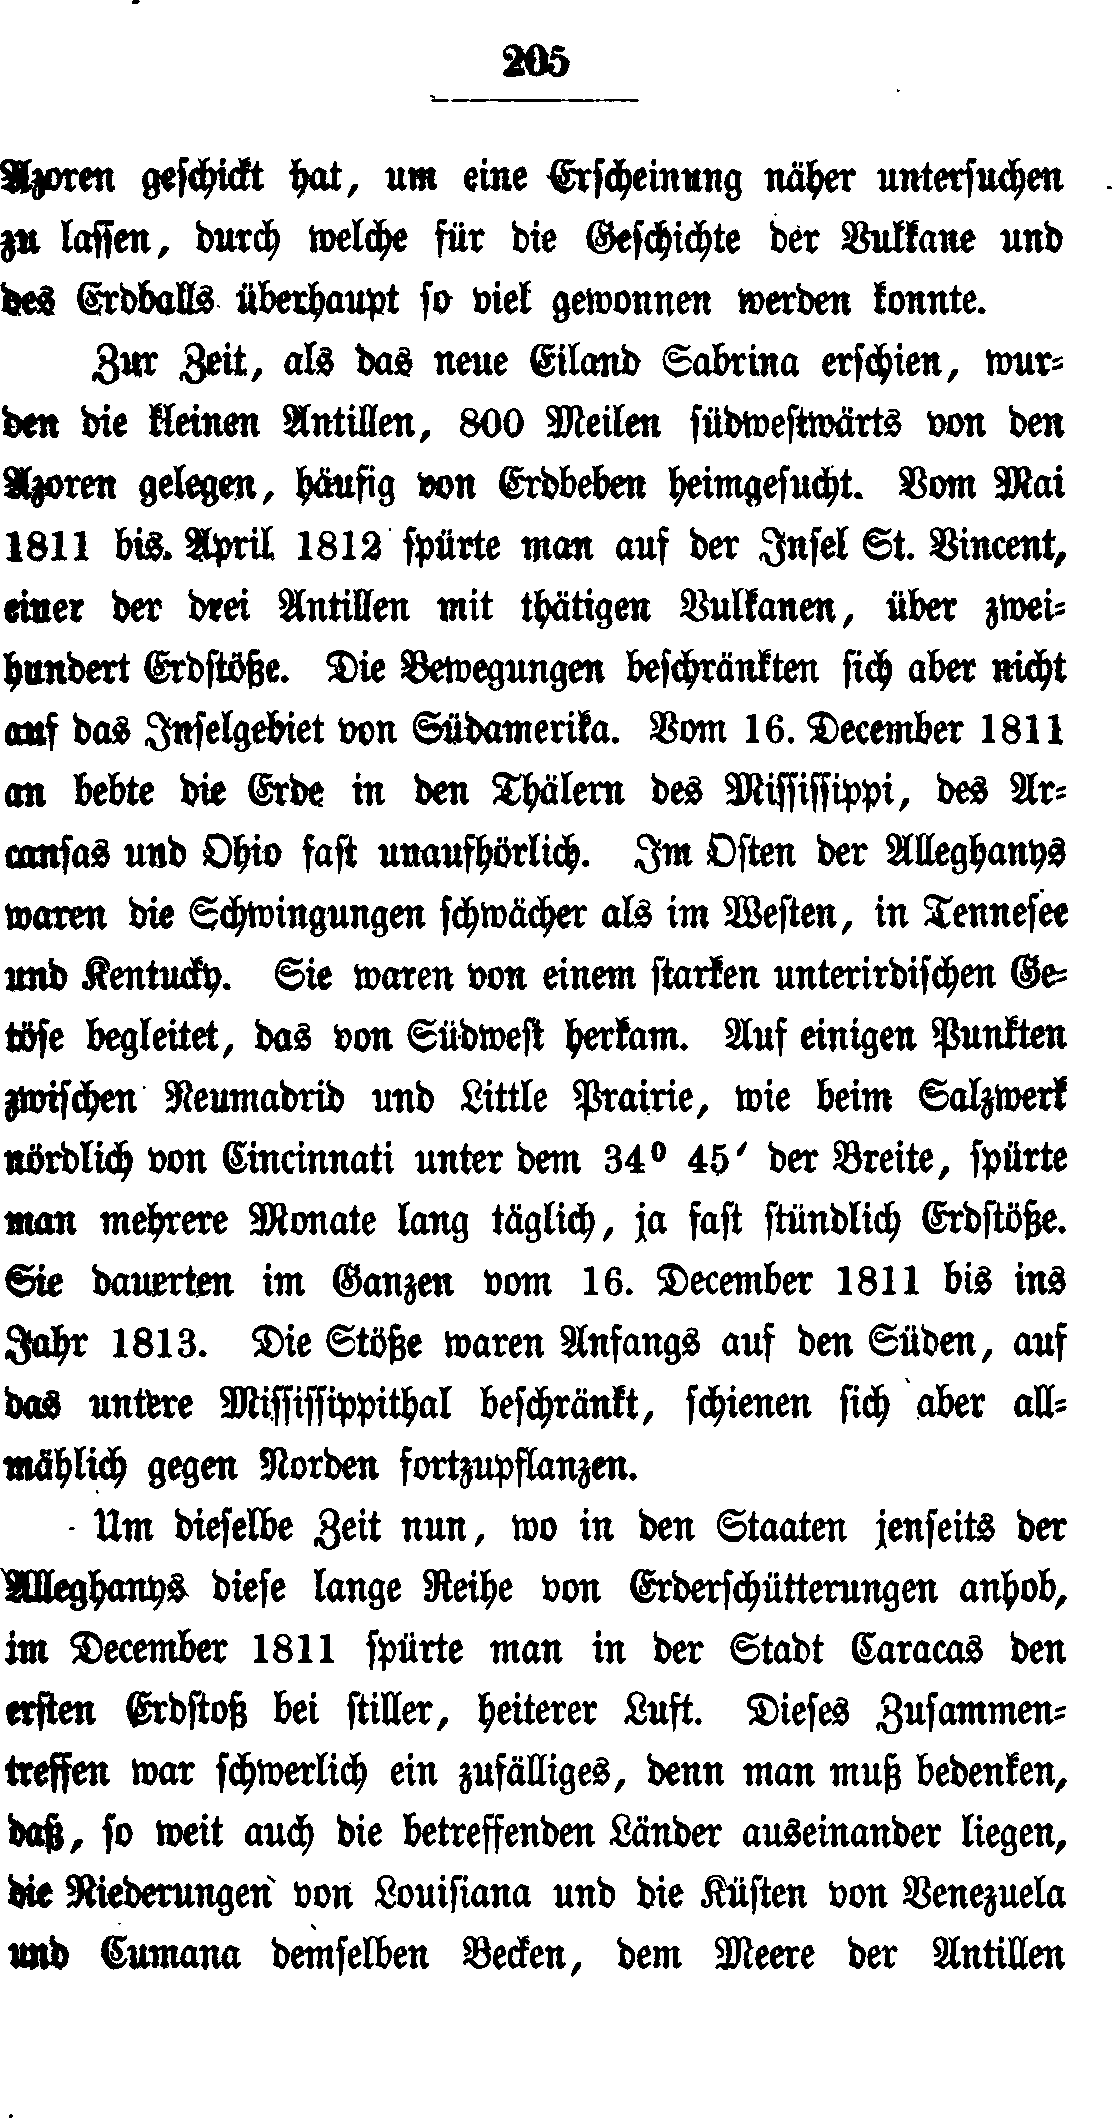 205
Azoren geschickt hat, um eine Erscheinung näher untersuchen
zu lassen, durch welche für die Geschichte der Vulkane und
des Erdballs überhaupt so viel gewonnen werden konnte.
Zur Zeit, als das neue Eiland Sabrina erschien, wur-
den die kleinen Antillen, 800 Meilen südwestwärts von den
Azoren gelegen, häufig von Erdbeben heimgesucht. Vom Mai
1811 bis April 1812 spürte man auf der Insel St. Vincent,
einer der drei Antillen mit thätigen Vulkanen, über zwei-
hundert Erdstöße. Die Bewegungen beschränkten sich aber nicht
auf das Inselgebiet von Südamerika. Vom 16. December 1811
an bebte die Erde in den Thälern des Mississippi, des Ar-
cansas und Ohio fast unaufhörlich. Im Osten der Alleghanys
waren die Schwingungen schwächer als im Westen, in Tennesee
und Kentucky. Sie waren von einem starken unterirdischen Ge-
töse begleitet, das von Südwest herkam. Auf einigen Punkten
zwischen Neumadrid und Little Prairie, wie beim Salzwerk
nördlich von Cincinnati unter dem 34⁰ 45′ der Breite, spürte
man mehrere Monate lang täglich, ja fast stündlich Erdstöße.
Sie dauerten im Ganzen vom 16. December 1811 bis ins
Jahr 1813. Die Stöße waren Anfangs auf den Süden, auf
das untere Mississippithal beschränkt, schienen sich aber all-
mählich gegen Norden fortzupflanzen.
Um dieselbe Zeit nun, wo in den Staaten jenseits der
Alleghanys diese lange Reihe von Erderschütterungen anhob,
im December 1811 spürte man in der Stadt Caracas den
ersten Erdstoß bei stiller, heiterer Luft. Dieses Zusammen-
treffen war schwerlich ein zufälliges, denn man muß bedenken,
daß, so weit auch die betreffenden Länder auseinander liegen,
die Niederungen von Louisiana und die Küsten von Venezuela
und Cumana demselben Becken, dem Meere der Antillen